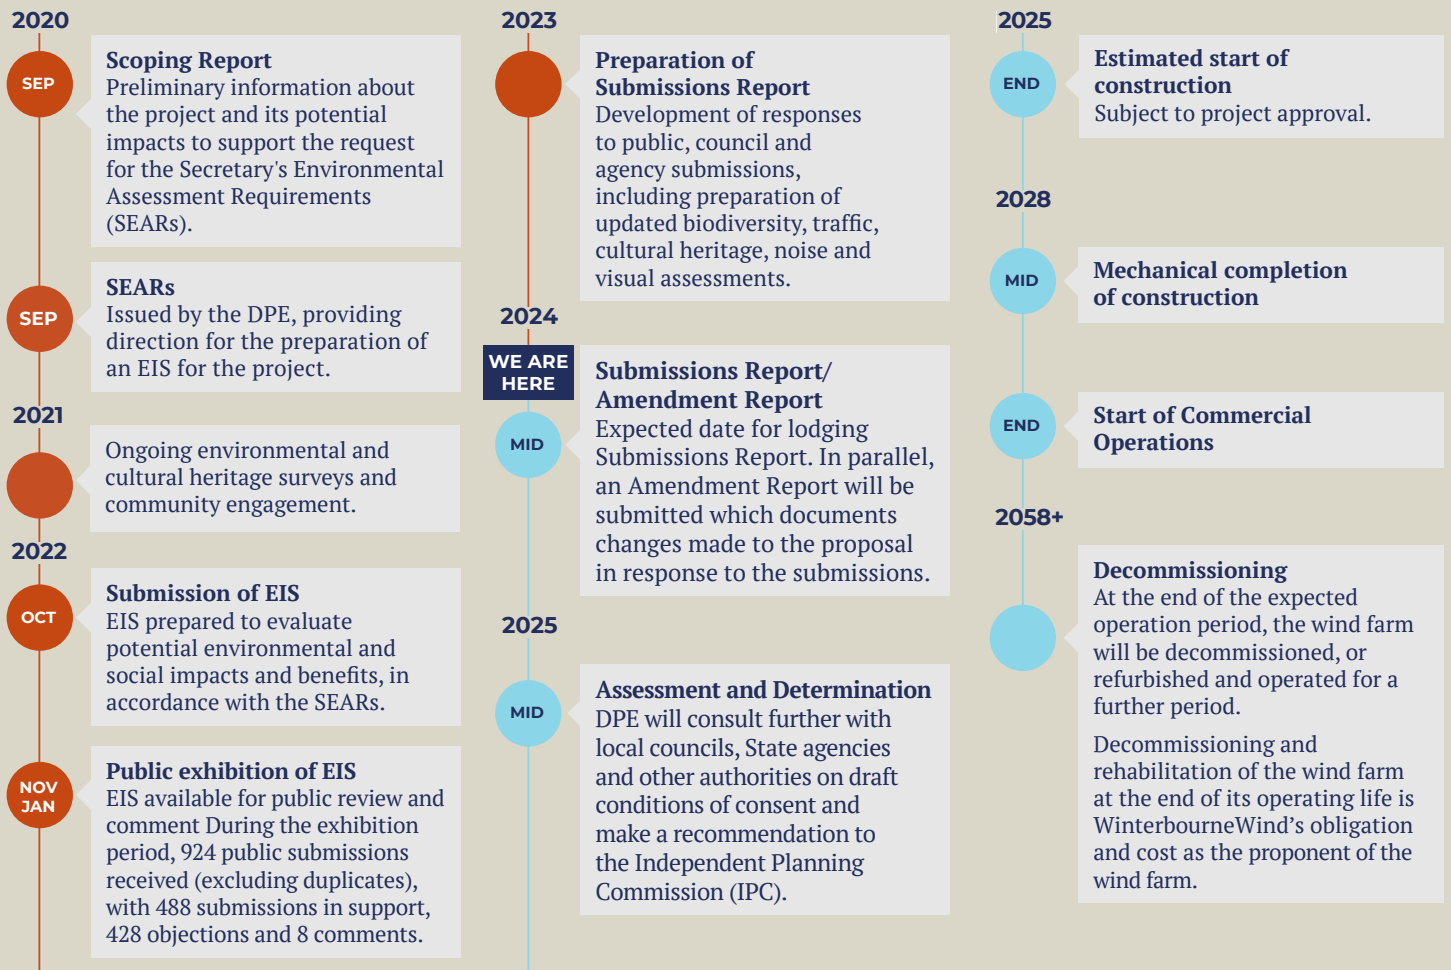 2020
SEP
Scoping Report
Preliminary information about
the project and its potential
impacts to support the request
for the Secretary's Environmental
Assessment Requirements
(SEARs).
SEP
SEARs
Issued by the DPE, providing
direction for the preparation of
an EIS for the project.
2021
Ongoing environmental and
cultural heritage surveys and
community engagement.
2022
OCT
Submission of EIS
EIS prepared to evaluate
potential environmental and
social impacts and benefits, in
accordance with the SEARs.
NOV
JAN
Public exhibition of EIS
EIS available for public review and
comment During the exhibition
period, 924 public submissions
received (excluding duplicates),
with 488 submissions in support,
428 objections and 8 comments.
2023
Preparation of
Submissions Report
Development of responses
to public, council and
agency submissions,
including preparation of
updated biodiversity, traffic,
cultural heritage, noise and
visual assessments.
2024
WE ARE
HERE
MID
Submissions Report/
Amendment Report
Expected date for lodging
Submissions Report. In parallel,
an Amendment Report will be
submitted which documents
changes made to the proposal
in response to the submissions.
2025
MID
Assessment and Determination
DPE will consult further with
local councils, State agencies
and other authorities on draft
conditions of consent and
make a recommendation to
the Independent Planning
Commission (IPC).
2025
END
Estimated start of
construction
Subject to project approval.
2028
MID
Mechanical completion
of construction
END
Start of Commercial
Operations
2058+
Decommissioning
At the end of the expected
operation period, the wind farm
will be decommissioned, or
refurbished and operated for a
further period.
Decommissioning and
rehabilitation of the wind farm
at the end of its operating life is
WinterbourneWind’s obligation
and cost as the proponent of the
wind farm.